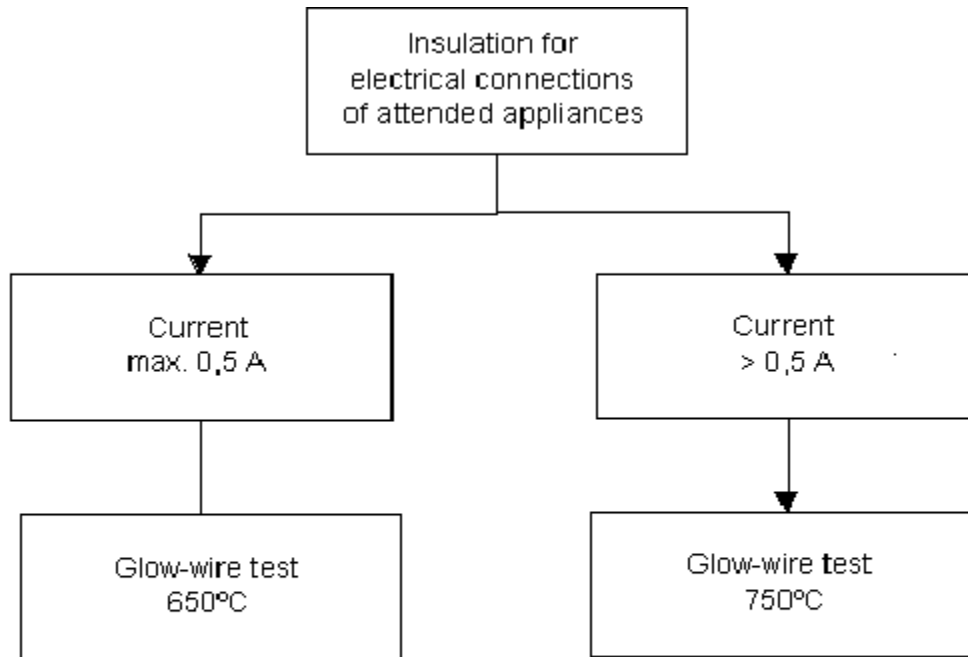 Insulation for
electrical connections
of attended appliances
Current
max. 0,5 A
Current
> 0,5 A
Glow-wire test
650ºC
Glow-wire test
750ºC